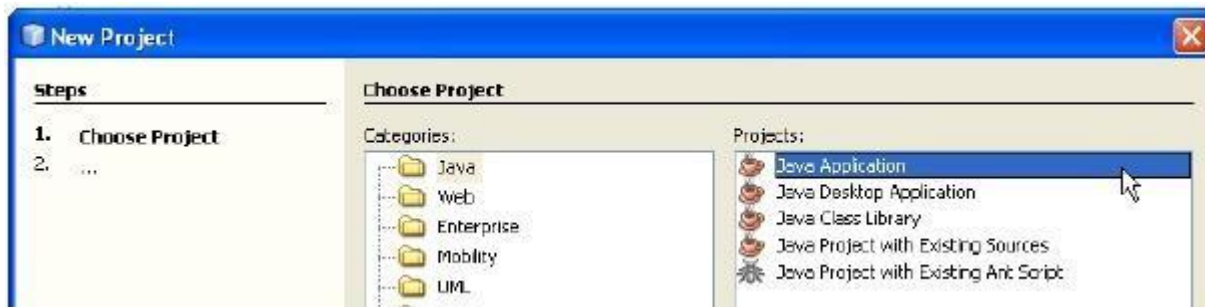 New Project
Steps
1. Choose Project
2. ...
Choose Project
Categories:
Java
Web
Enterprise
Mobility
UML
Projects:
Java Application
Java Desktop Application
Java Class Library
Java Project with Existing Sources
Java Project with Existing Ant Script